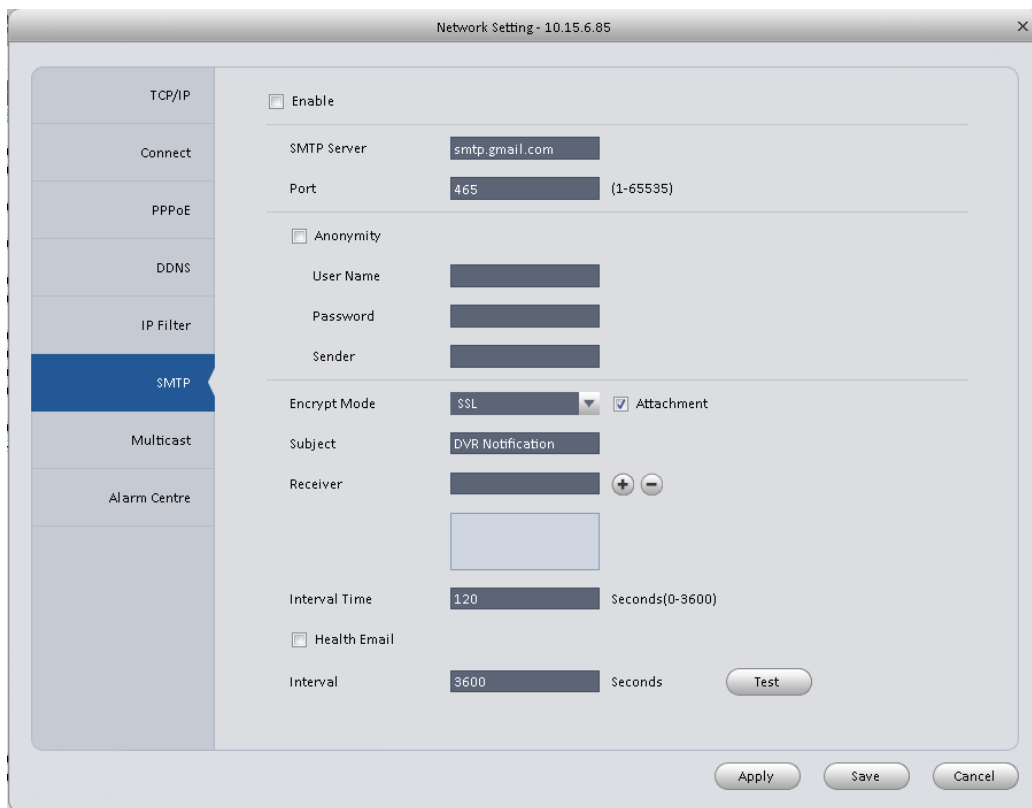 Network Setting - 10.15.6.85
TCP/IP
Connect
PPPoE
DDNS
IP Filter
SMTP
Multicast
Alarm Centre
Enable
SMTP Server smtp.gmail.com
Port 465 (1-65535)
Anonymity
User Name
Password
Sender
Encrypt Mode SSL Attachment
Subject DVR Notification
Receiver
Interval Time 120 Seconds(0-3600)
Health Email
Interval 3600 Seconds Test
Apply Save Cancel